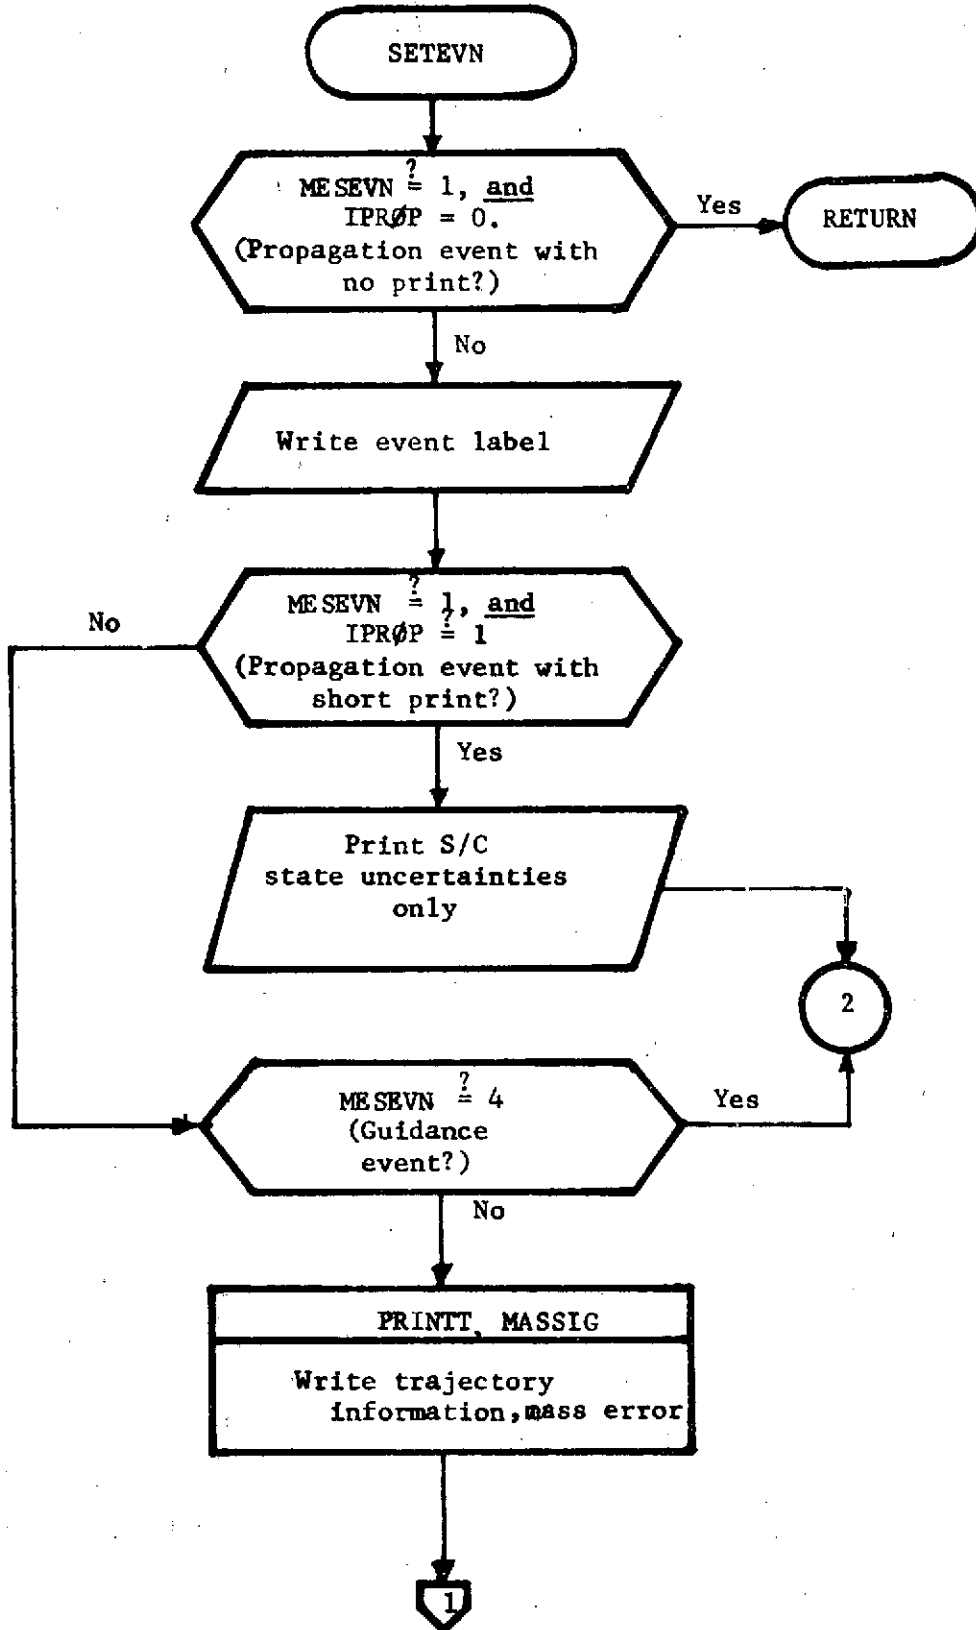 SETEVN
MESEVN ?= 1, and
IPRØP = 0.
(Propagation event with
no print?)
Yes
RETURN
No
Write event label
MESEVN ?= 1, and
IPRØP ?= 1
(Propagation event with
short print?)
No
Yes
Print S/C
state uncertainties
only
2
MESEVN ?= 4
(Guidance
event?)
Yes
No
PRINTT, MASSIG
Write trajectory
information, mass error
1